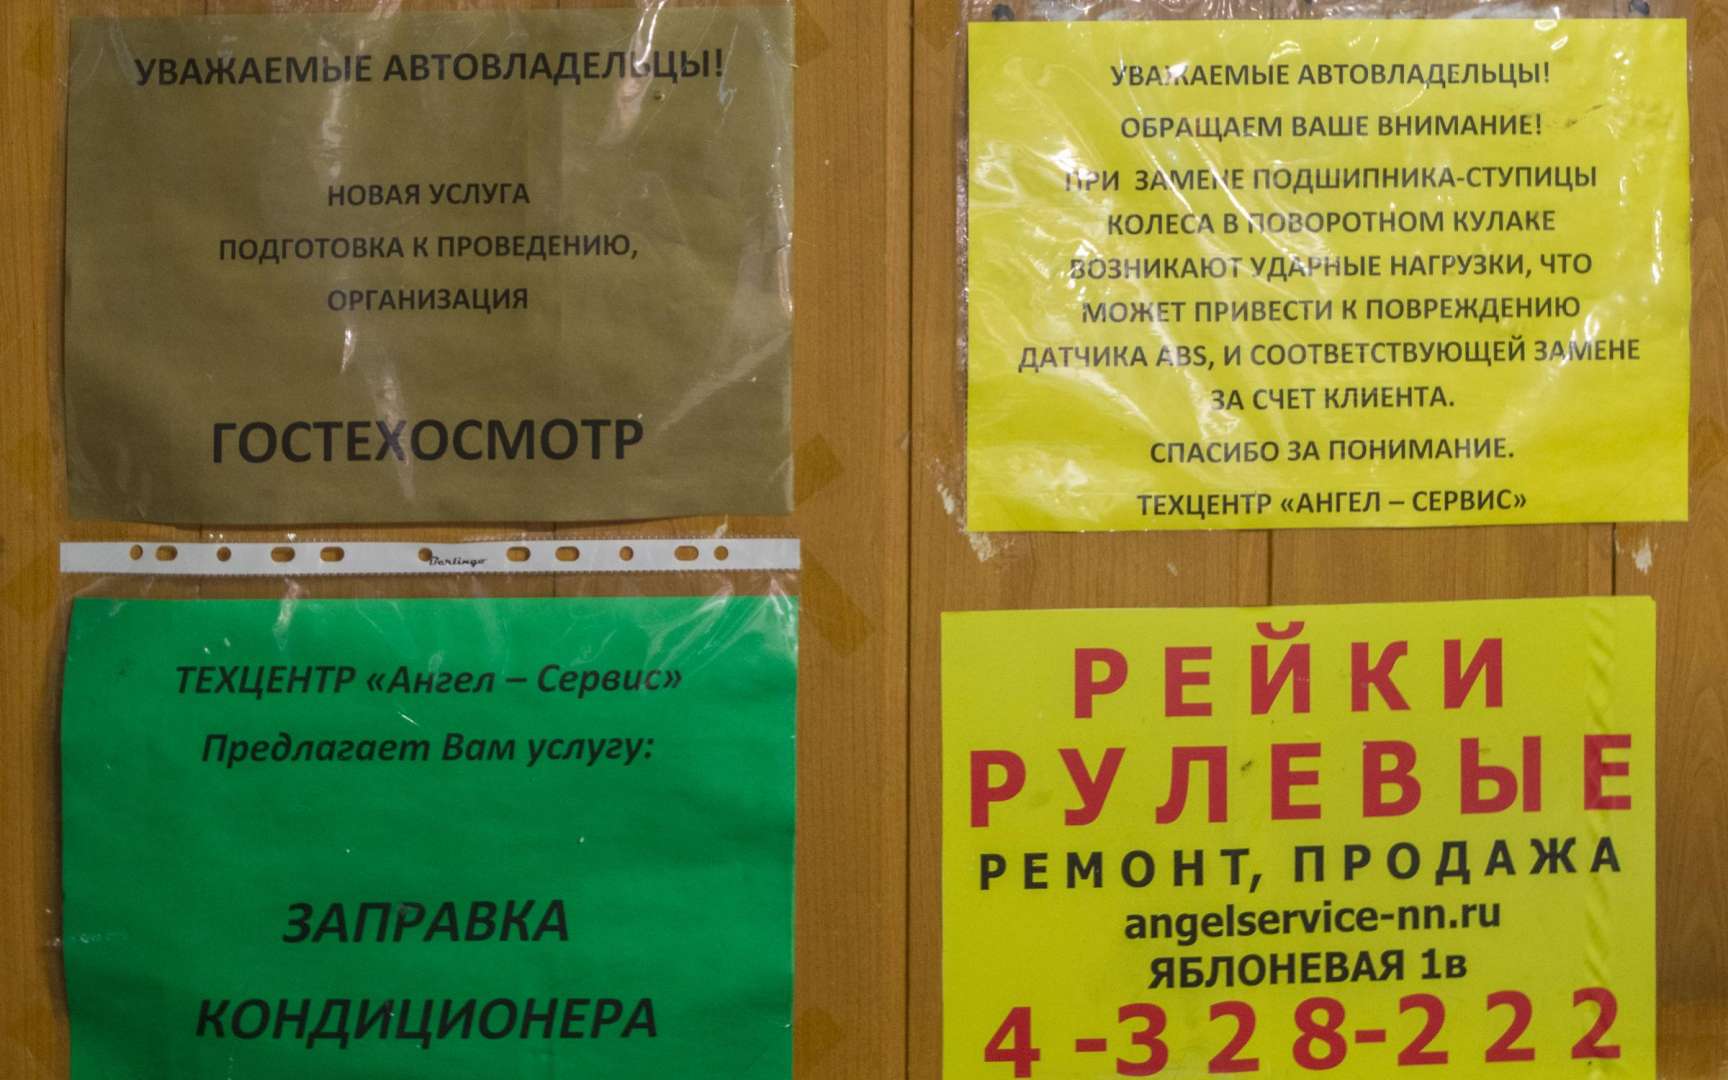 УВАЖАЕМЫЕ АВТОВЛАДЕЛЬЦЫ!
НОВАЯ УСЛУГА
ПОДГОТОВКА К ПРОВЕДЕНИЮ,
ОРГАНИЗАЦИЯ
ГОСТЕХОСМОТР
Berlingo
ТЕХЦЕНТР «Ангел – Сервис»
Предлагает Вам услугу:
ЗАПРАВКА
КОНДИЦИОНЕРА
УВАЖАЕМЫЕ АВТОВЛАДЕЛЬЦЫ!
ОБРАЩАЕМ ВАШЕ ВНИМАНИЕ!
ПРИ ЗАМЕНЕ ПОДШИПНИКА-СТУПИЦЫ
КОЛЕСА В ПОВОРОТНОМ КУЛАКЕ
ВОЗНИКАЮТ УДАРНЫЕ НАГРУЗКИ, ЧТО
МОЖЕТ ПРИВЕСТИ К ПОВРЕЖДЕНИЮ
ДАТЧИКА ABS, И СООТВЕТСТВУЮЩЕЙ ЗАМЕНЕ
ЗА СЧЕТ КЛИЕНТА.
СПАСИБО ЗА ПОНИМАНИЕ.
ТЕХЦЕНТР «АНГЕЛ – СЕРВИС»
РЕЙКИ
РУЛЕВЫЕ
РЕМОНТ, ПРОДАЖА
angelservice-nn.ru
ЯБЛОНЕВАЯ 1в
4-328-222